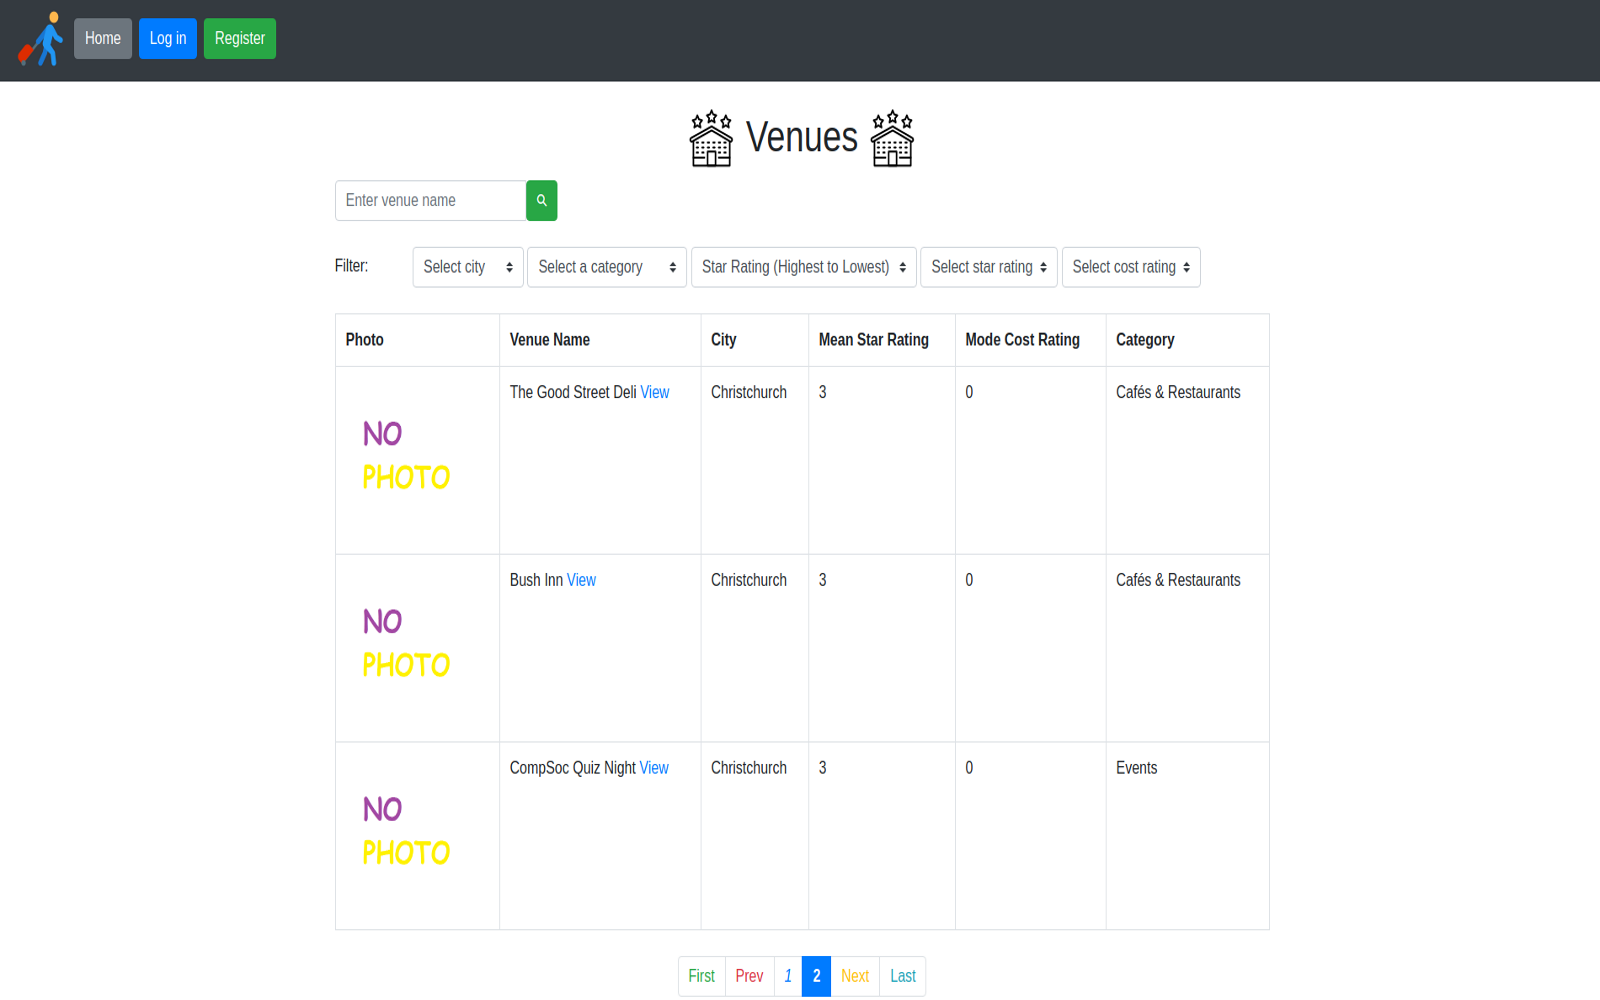 Home Log in Register
Venues
Enter venue name
Filter: Select city Select a category Star Rating (Highest to Lowest) Select star rating Select cost rating
Photo Venue Name City Mean Star Rating Mode Cost Rating Category
The Good Street Deli View Christchurch 3 0 Cafés & Restaurants
NO
PHOTO
Bush Inn View Christchurch 3 0 Cafés & Restaurants
NO
PHOTO
CompSoc Quiz Night View Christchurch 3 0 Events
NO
PHOTO
First Prev 1 2 Next Last